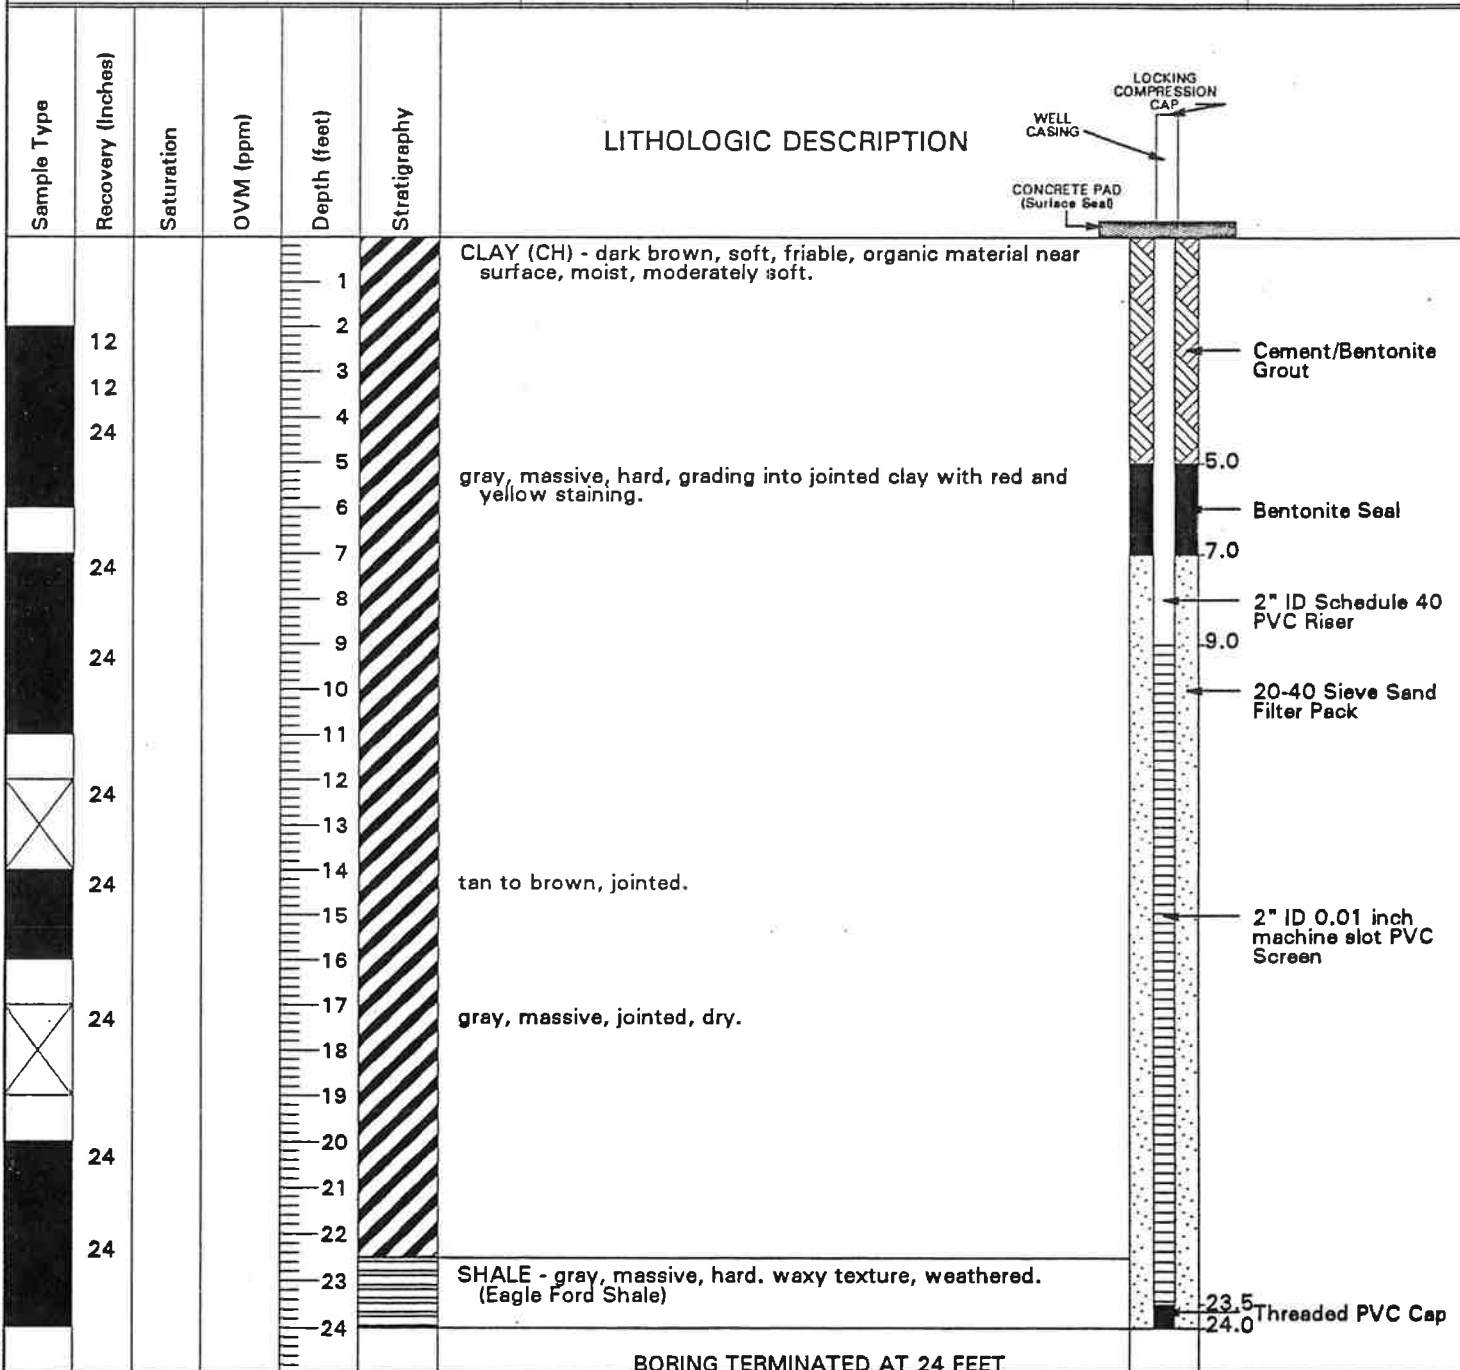 Sample Type
Recovery (Inches)
Saturation
OVM (ppm)
Depth (feet)
Stratigraphy
LITHOLOGIC DESCRIPTION
LOCKING
COMPRESSION
CAP
WELL
CASING
CONCRETE PAD
(Surface Seal)
CLAY (CH) - dark brown, soft, friable, organic material near
surface, moist, moderately soft.
1
2
12
3
12
Cement/Bentonite
Grout
4
24
5
5.0
gray, massive, hard, grading into jointed clay with red and
yellow staining.
6
Bentonite Seal
7
7.0
24
8
2" ID Schedule 40
PVC Riser
9
9.0
24
10
20-40 Sieve Sand
Filter Pack
11
12
24
13
14
24
tan to brown, jointed.
15
2" ID 0.01 inch
machine slot PVC
Screen
16
17
24
gray, massive, jointed, dry.
18
19
20
24
21
22
24
23
SHALE - gray, massive, hard. waxy texture, weathered.
(Eagle Ford Shale)
23.5
Threaded PVC Cap
24
24.0
BORING TERMINATED AT 24 FEET